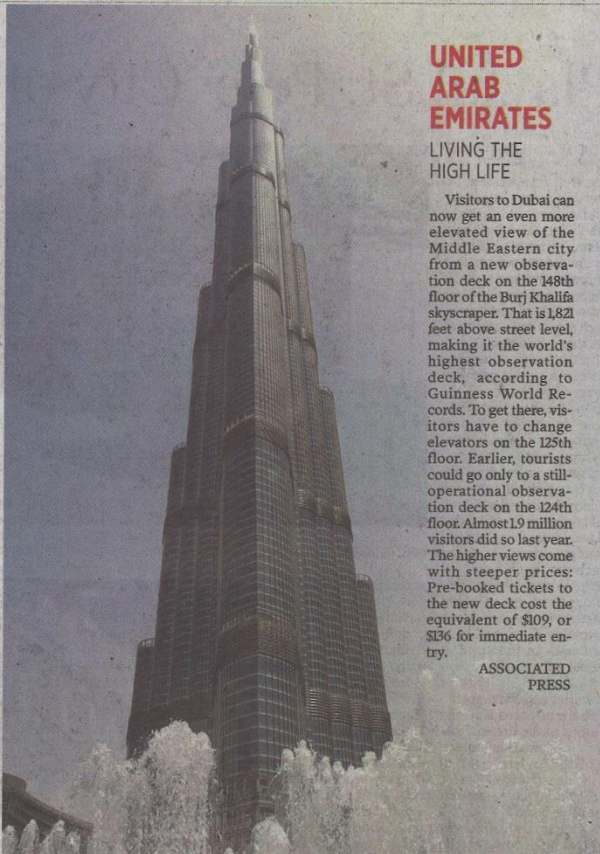 UNITED
ARAB
EMIRATES
LIVING THE
HIGH LIFE
Visitors to Dubai can
now get an even more
elevated view of the
Middle Eastern city
from a new observa-
tion deck on the 148th
floor of the Burj Khalifa
skyscraper. That is 1,821
feet above street level,
making it the world's
highest observation
deck, according to
Guinness World Re-
cords. To get there, vis-
itors have to change
elevators on the 125th
floor. Earlier, tourists
could go only to a still-
operational observa-
tion deck on the 124th
floor. Almost 1.9 million
visitors did so last year.
The higher views come
with steeper prices:
Pre-booked tickets to
the new deck cost the
equivalent of $109, or
$136 for immediate en-
try.
ASSOCIATED
PRESS